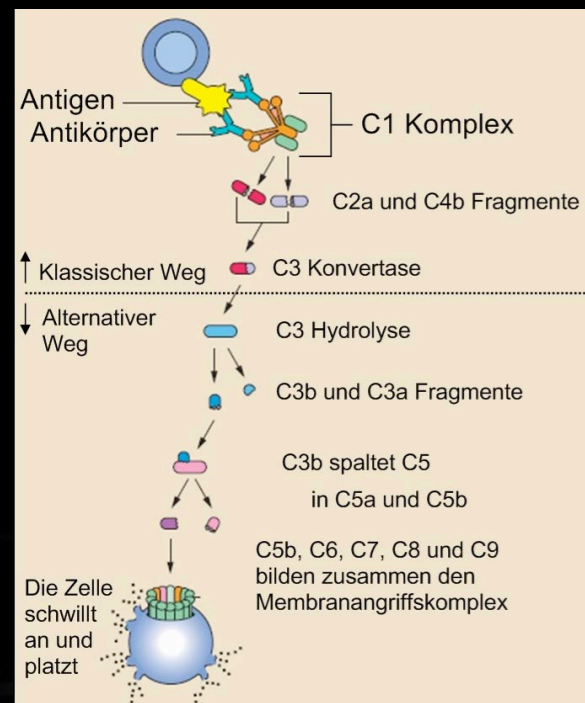 Antigen
Antikörper
C1 Komplex
C2a und C4b Fragmente
Klassischer Weg
C3 Konvertase
Alternativer
Weg
C3 Hydrolyse
C3b und C3a Fragmente
C3b spaltet C5
in C5a und C5b
C5b, C6, C7, C8 und C9
bilden zusammen den
Membranangriffskomplex
Die Zelle
schwillt
an und
platzt